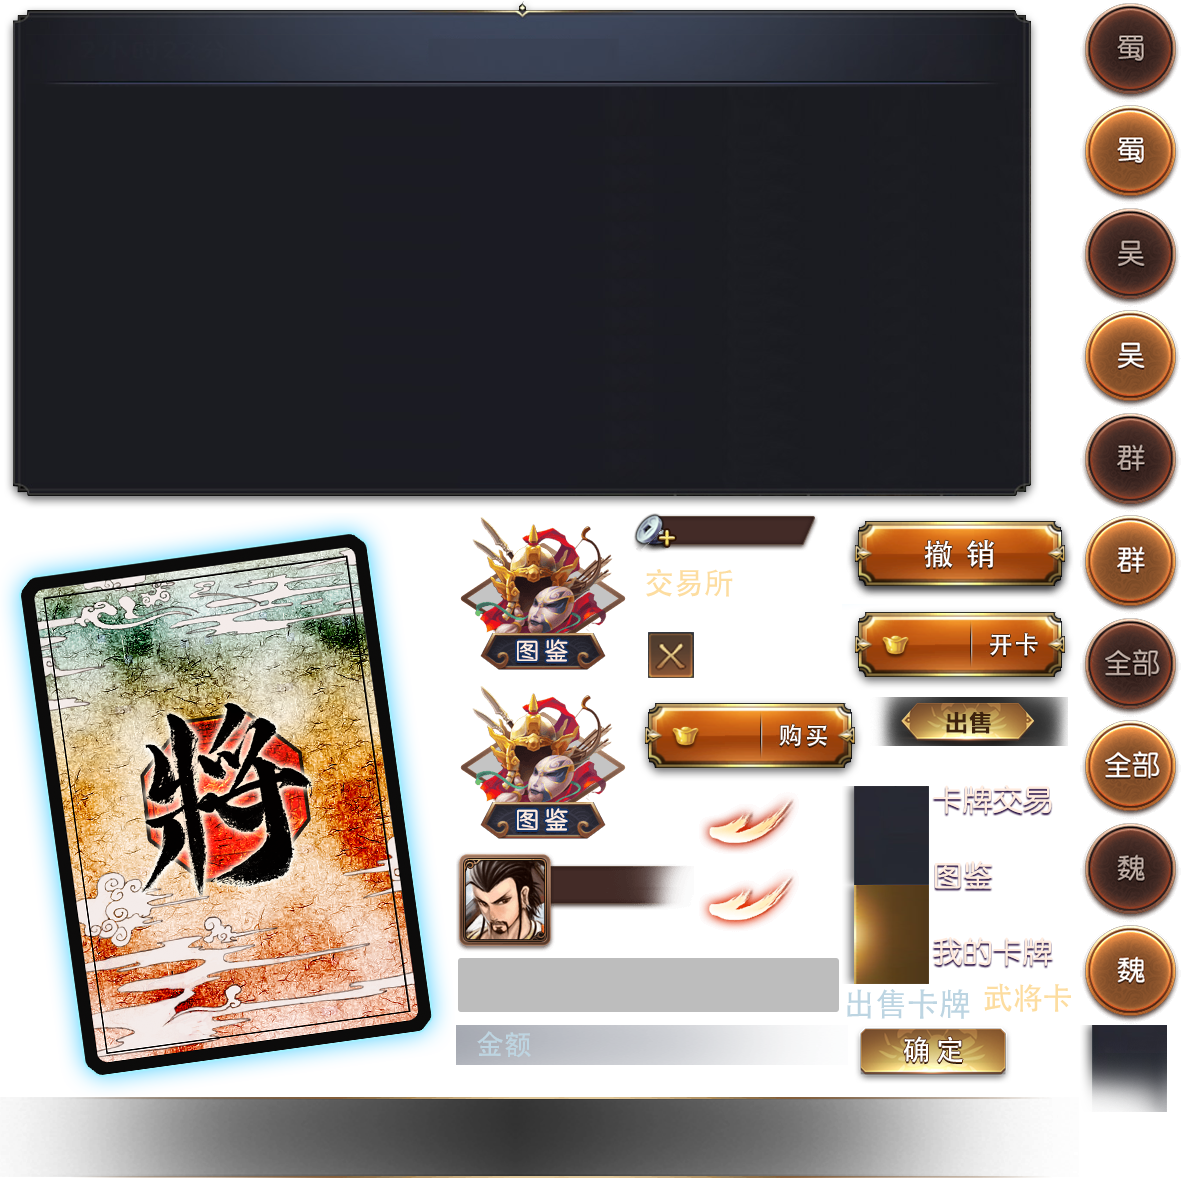 蜀
蜀
吴
吴
群
群
全部
全部
魏
魏
將
图鉴
图鉴
交易所
撤销
开卡
购买
出售
卡牌交易
图鉴
我的卡牌
出售卡牌
武将卡
金额
确定